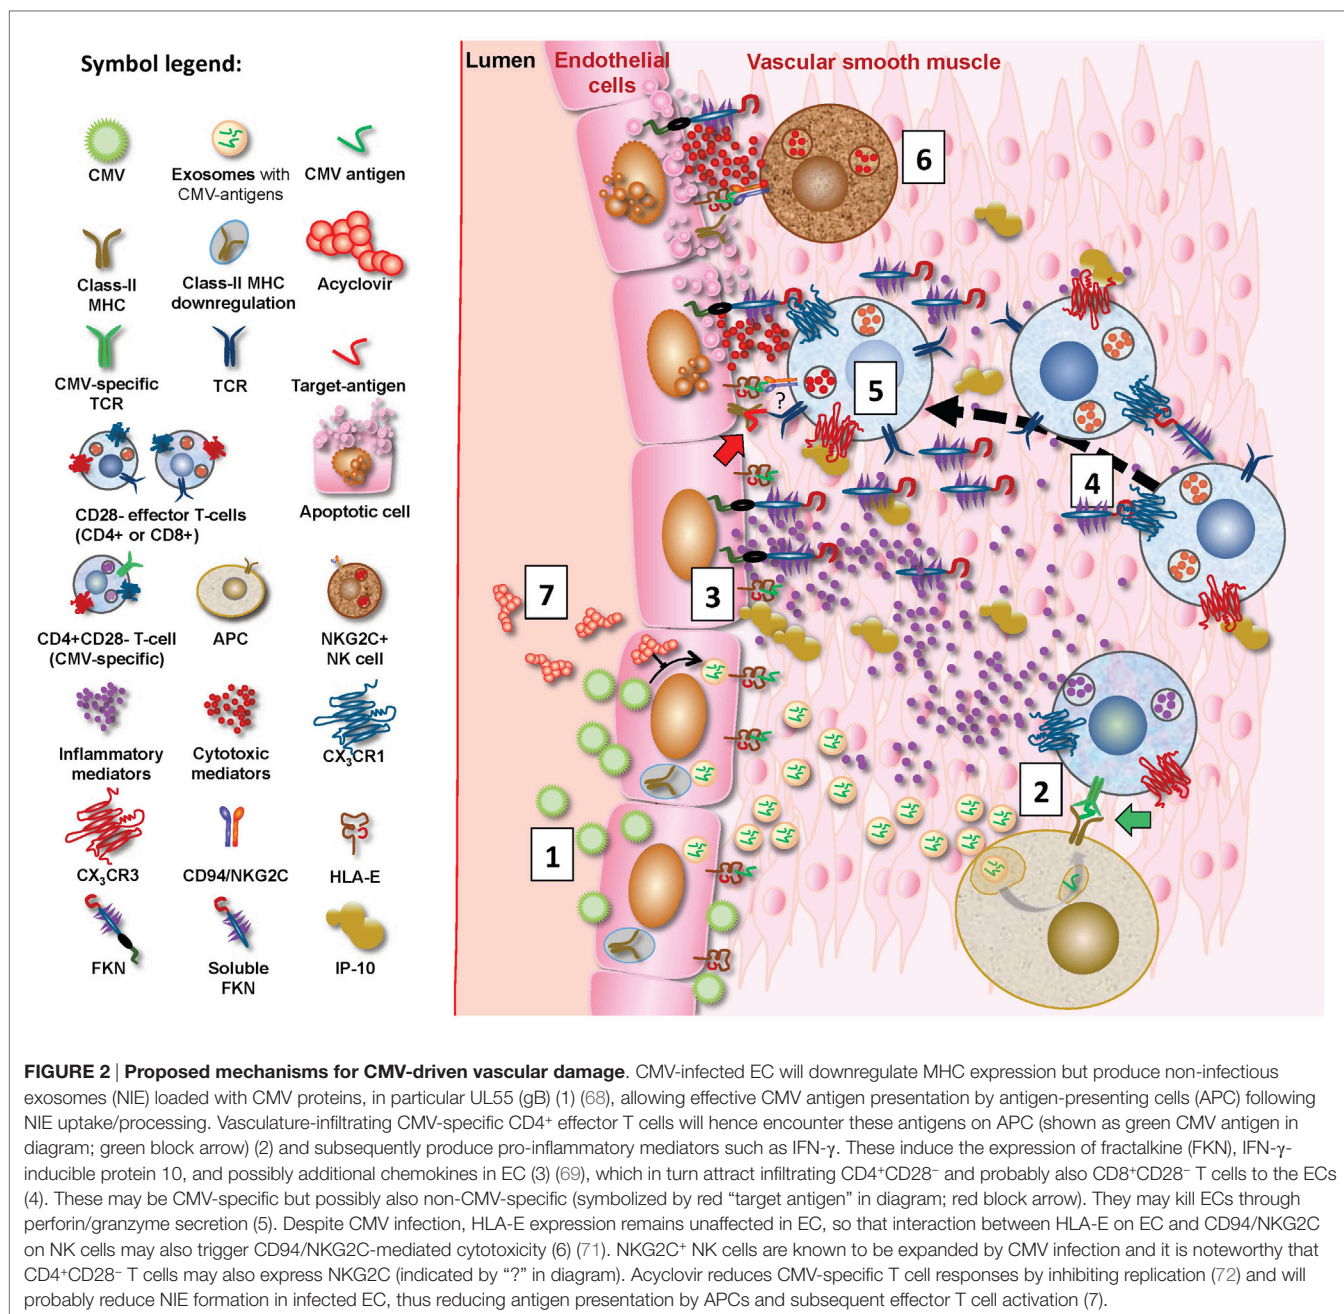 Symbol legend:
CMV
Exosomes with
CMV-antigens
CMV antigen
Class-II
MHC
Class-II MHC
downregulation
Acyclovir
CMV-specific
TCR
TCR
Target-antigen
CD28- effector T-cells
(CD4+ or CD8+)
Apoptotic cell
CD4+CD28- T-cell
(CMV-specific)
APC
NKG2C+
NK cell
Inflammatory
mediators
Cytotoxic
mediators
CX₃CR1
CX₃CR3
CD94/NKG2C
HLA-E
FKN
Soluble
FKN
IP-10
Lumen
Endothelial
cells
Vascular smooth muscle
6
5
?
4
7
3
2
1
FIGURE 2 | Proposed mechanisms for CMV-driven vascular damage. CMV-infected EC will downregulate MHC expression but produce non-infectious
exosomes (NIE) loaded with CMV proteins, in particular UL55 (gB) (1) (68), allowing effective CMV antigen presentation by antigen-presenting cells (APC) following
NIE uptake/processing. Vasculature-infiltrating CMV-specific CD4⁺ effector T cells will hence encounter these antigens on APC (shown as green CMV antigen in
diagram; green block arrow) (2) and subsequently produce pro-inflammatory mediators such as IFN-γ. These induce the expression of fractalkine (FKN), IFN-γ-
inducible protein 10, and possibly additional chemokines in EC (3) (69), which in turn attract infiltrating CD4⁺CD28⁻ and probably also CD8⁺CD28⁻ T cells to the ECs
(4). These may be CMV-specific but possibly also non-CMV-specific (symbolized by red “target antigen” in diagram; red block arrow). They may kill ECs through
perforin/granzyme secretion (5). Despite CMV infection, HLA-E expression remains unaffected in EC, so that interaction between HLA-E on EC and CD94/NKG2C
on NK cells may also trigger CD94/NKG2C-mediated cytotoxicity (6) (71). NKG2C⁺ NK cells are known to be expanded by CMV infection and it is noteworthy that
CD4⁺CD28⁻ T cells may also express NKG2C (indicated by “?” in diagram). Acyclovir reduces CMV-specific T cell responses by inhibiting replication (72) and will
probably reduce NIE formation in infected EC, thus reducing antigen presentation by APCs and subsequent effector T cell activation (7).